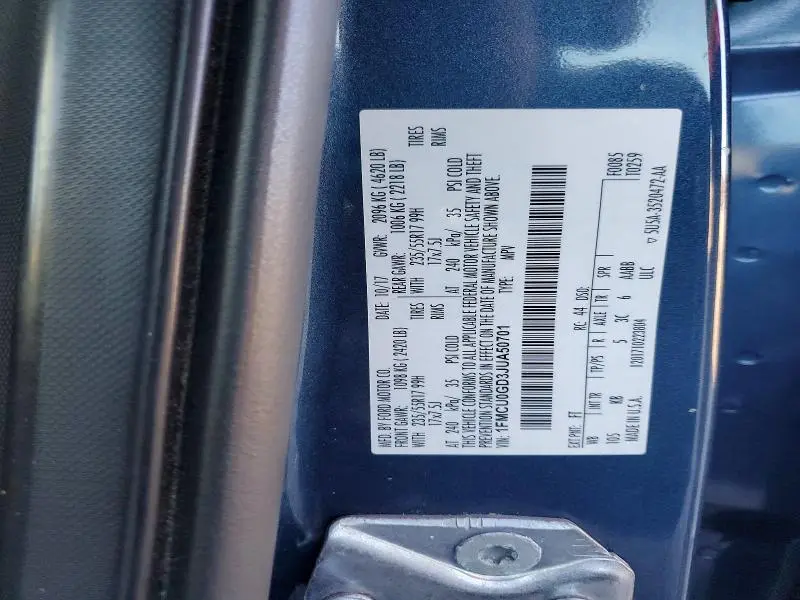 MFD. BY FORD MOTOR CO. DATE: 10/17 GVWR: 2096 KG ( 4620 LB)
FRONT GAWR: 1098 KG ( 2420 LB) REAR GAWR: 1006 KG ( 2218 LB)
WITH 235/55R17 99H TIRES WITH 235/55R17 99H TIRES
17x7.5J RIMS 17x7.5J RIMS
AT 240 kPa/ 35 PSI COLD AT 240 kPa/ 35 PSI COLD
THIS VEHICLE CONFORMS TO ALL APPLICABLE FEDERAL MOTOR VEHICLE SAFETY AND THEFT
PREVENTION STANDARDS IN EFFECT ON THE DATE OF MANUFACTURE SHOWN ABOVE.
VIN: 1FMCU0GD3JUA50701 TYPE: MPV
EXT PNT: FT RC: 44 DSO: F0085
WB INT TR TP/PS R AXLE TR SPR T0259
105 KB 5 3C 6 AABB
MADE IN U.S.A. ULC ▽ 5U5A-3520472-AA